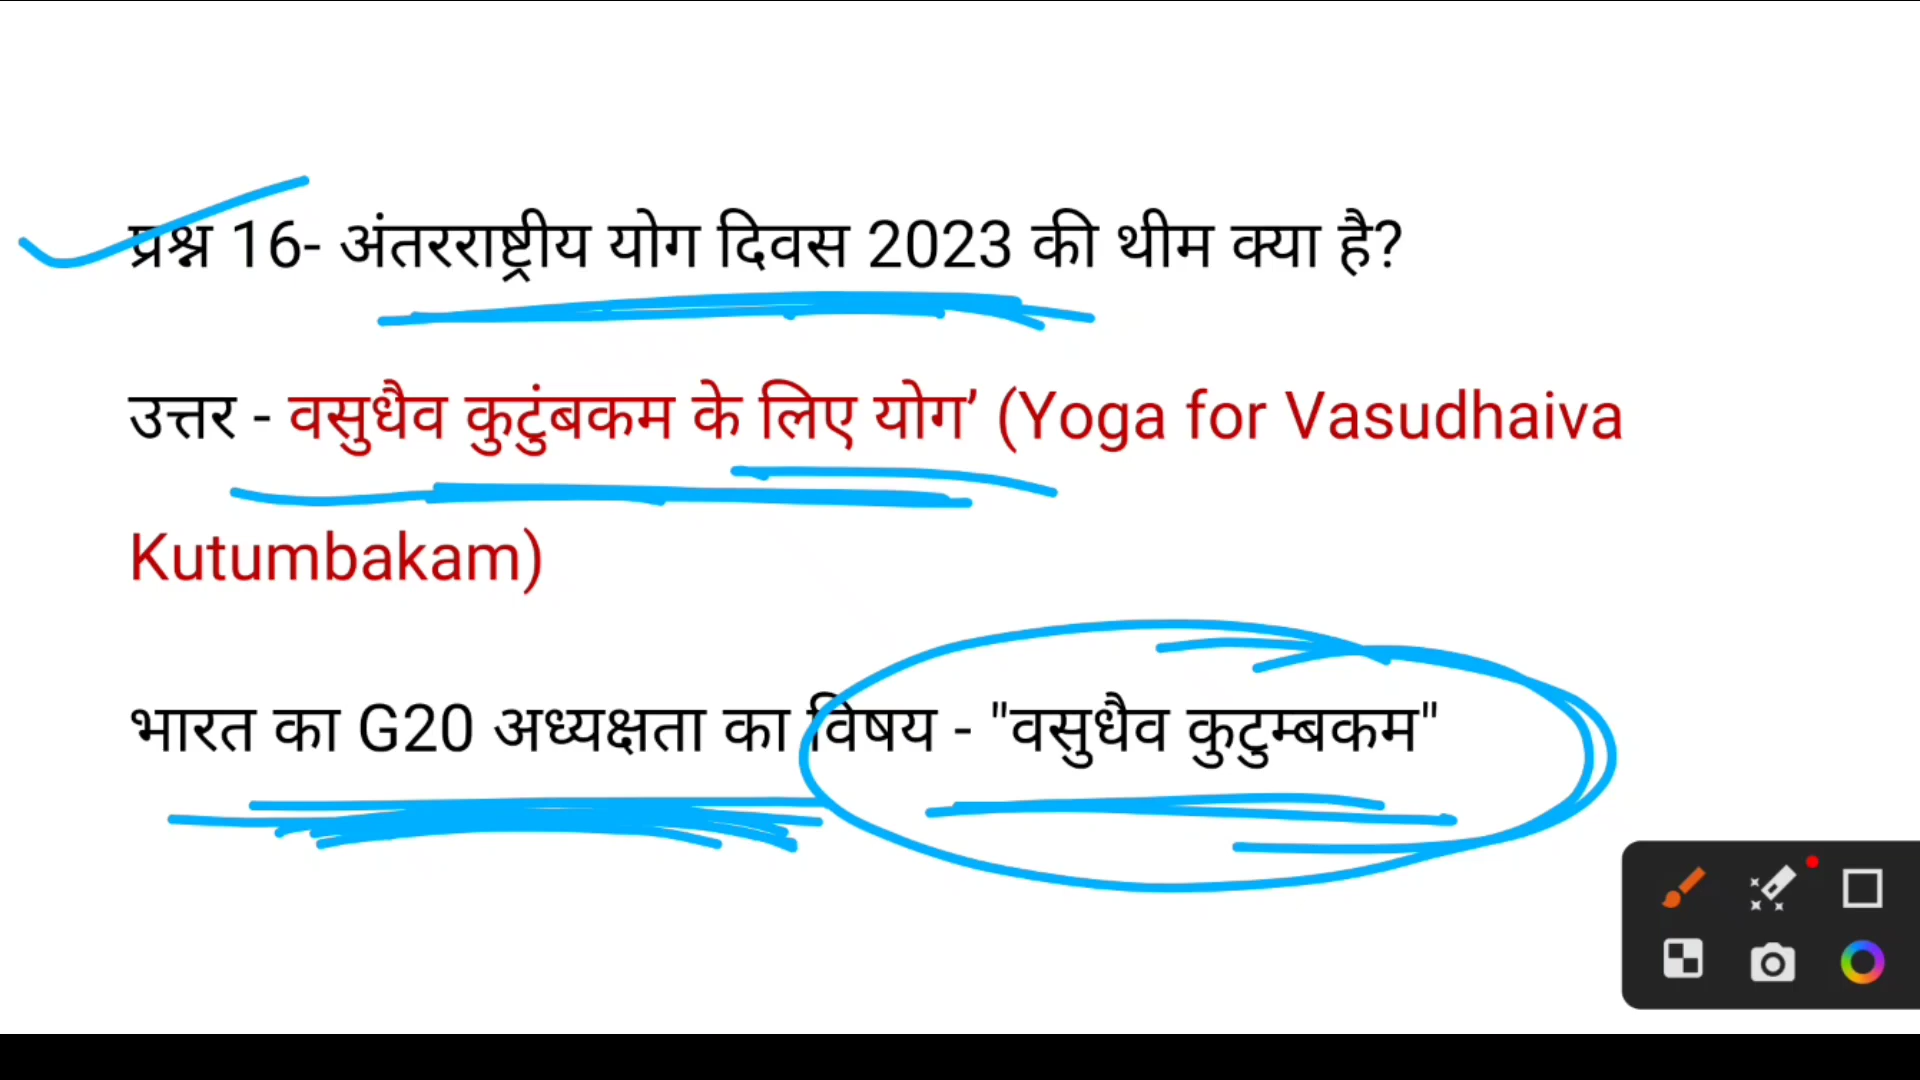 प्रश्न 16- अंतरराष्ट्रीय योग दिवस 2023 की थीम क्या है?
उत्तर - वसुधैव कुटुंबकम के लिए योग’ (Yoga for Vasudhaiva
Kutumbakam)
भारत का G20 अध्यक्षता का विषय - "वसुधैव कुटुम्बकम"